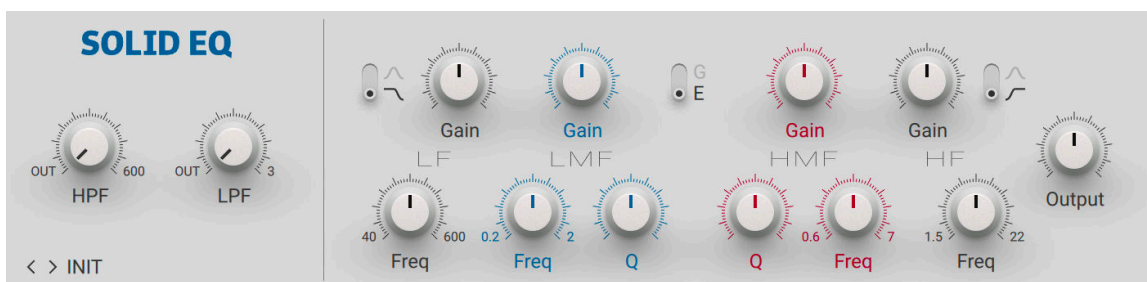 SOLID EQ
G
E
Gain Gain Gain Gain
LF LMF HMF HF
OUT 600 OUT 3
HPF LPF
Output
40 600 0.2 2 0.6 7 1.5 22
Freq Freq Q Q Freq Freq
< > INIT